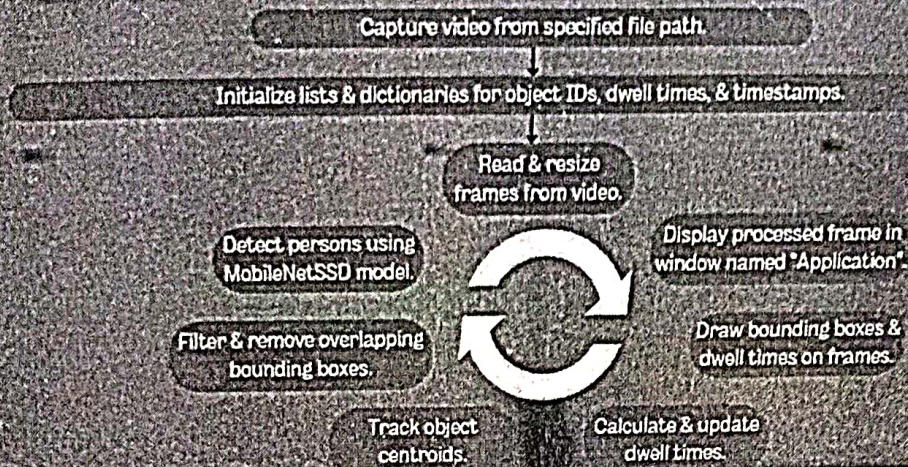 Capture video from specified file path.
Initialize lists & dictionaries for object IDs, dwell times, & timestamps.
Read & resize
frames from video.
Detect persons using
MobileNetSSD model.
Filter & remove overlapping
bounding boxes.
Track object
centroids.
Calculate & update
dwell times.
Draw bounding boxes &
dwell times on frames.
Display processed frame in
window named "Application".